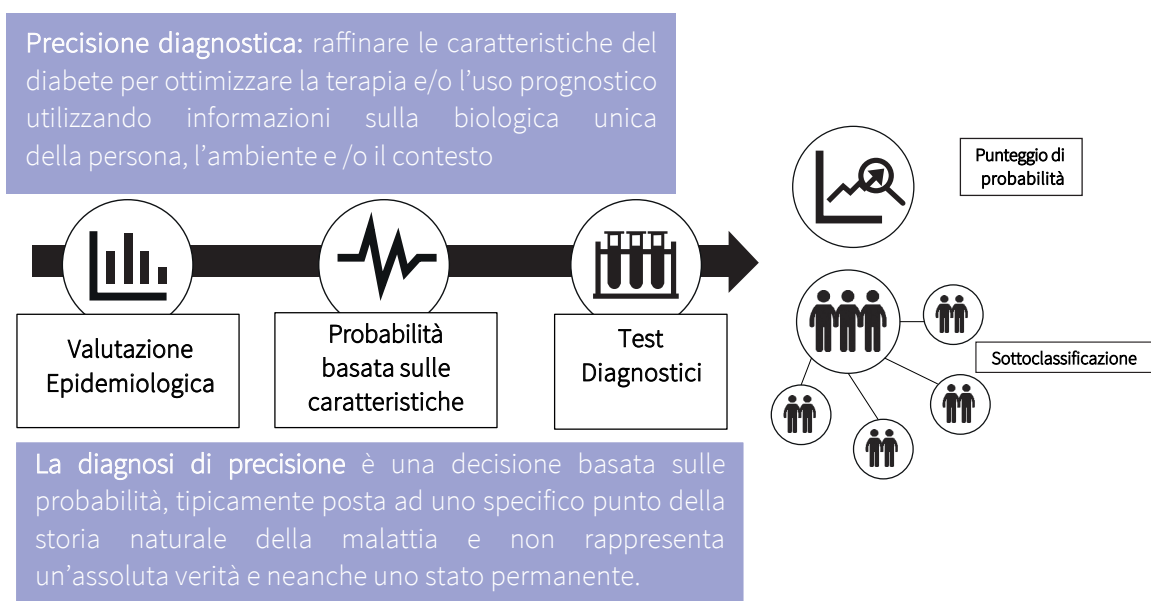 Precisione diagnostica: raffinare le caratteristiche del
diabete per ottimizzare la terapia e/o l’uso prognostico
utilizzando informazioni sulla biologica unica
della persona, l’ambiente e /o il contesto
Valutazione
Epidemiologica
Probabilità
basata sulle
caratteristiche
Test
Diagnostici
Punteggio di
probabilità
Sottoclassificazione
La diagnosi di precisione è una decisione basata sulle
probabilità, tipicamente posta ad uno specifico punto della
storia naturale della malattia e non rappresenta
un’assoluta verità e neanche uno stato permanente.